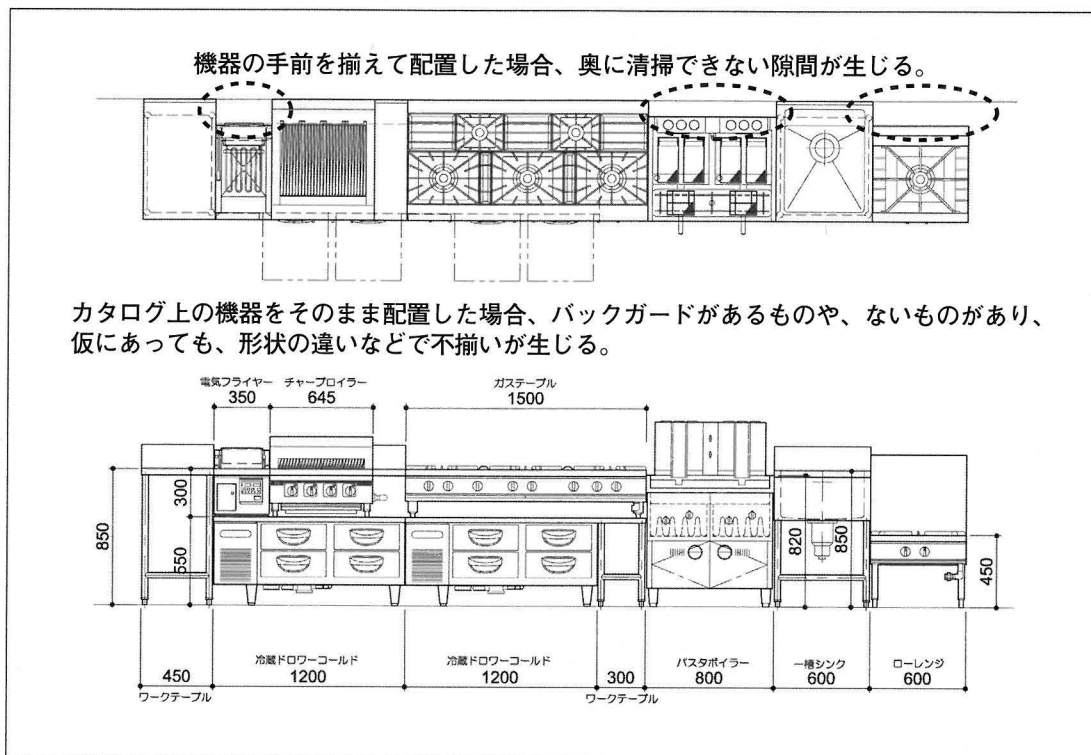 機器の手前を揃えて配置した場合、奥に清掃できない隙間が生じる。
カタログ上の機器をそのまま配置した場合、バックガードがあるものや、ないものがあり、
仮にあっても、形状の違いなどで不揃いが生じる。
電気フライヤー チャーブロイラー ガステーブル
350 645 1500
850 300 550 820 850 450
冷蔵ドロワーコールド 冷蔵ドロワーコールド パスタボイラー 一槽シンク ローレンジ
450 1200 1200 300 800 600 600
ワークテーブル ワークテーブル